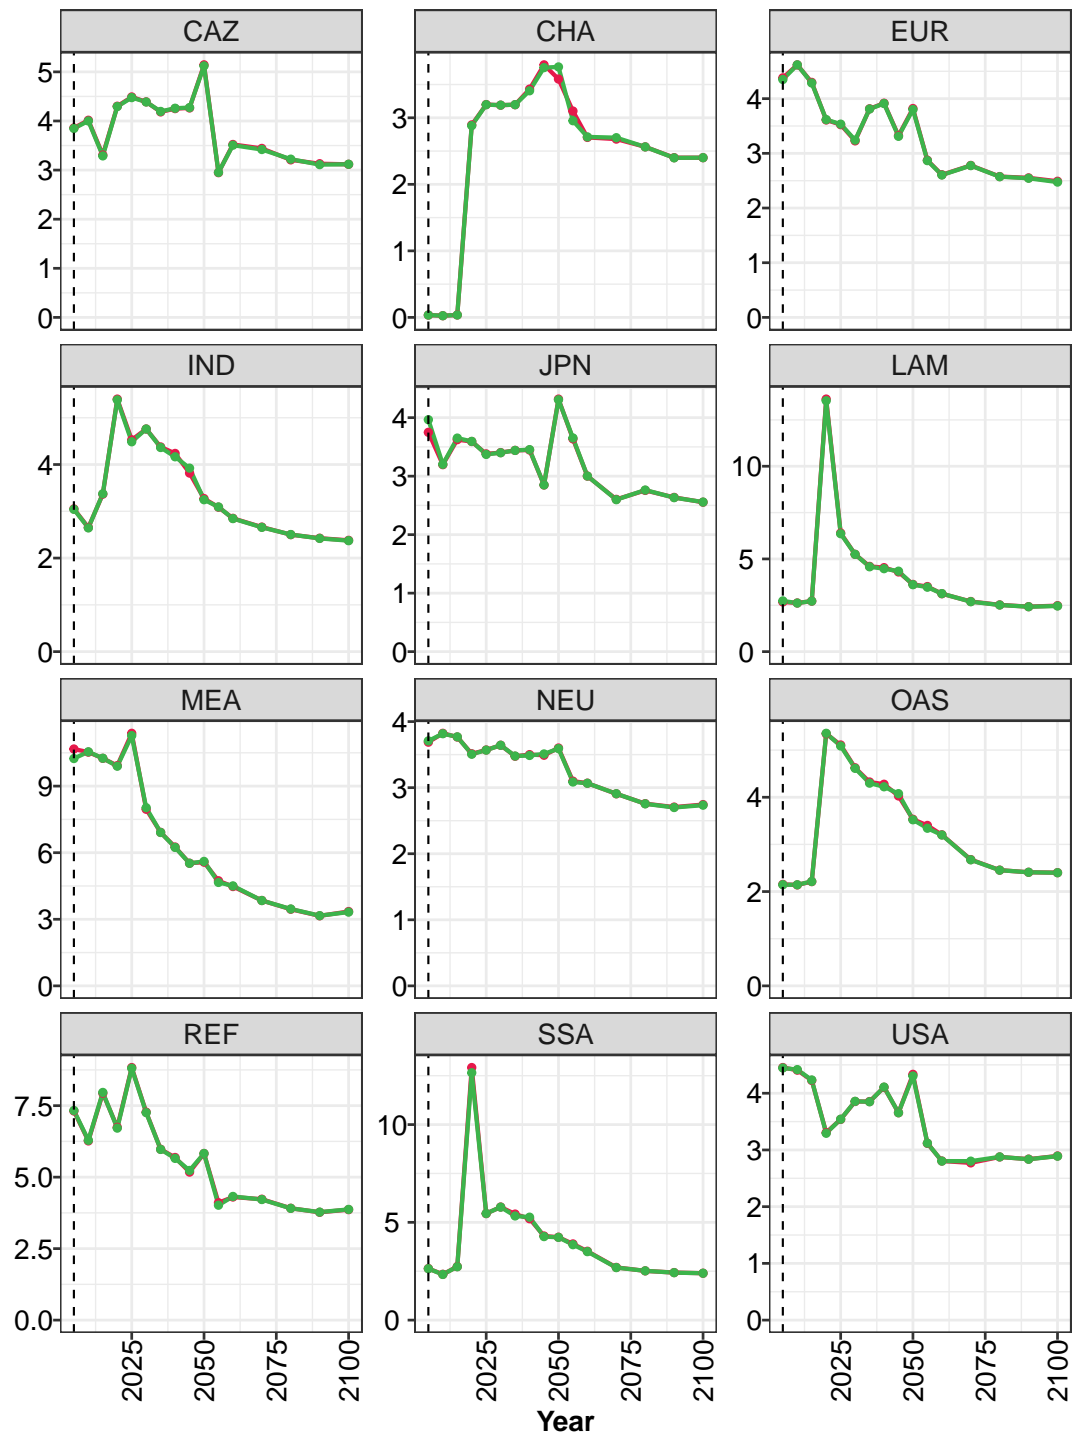 CAZ CHA EUR
5 4 3 2 1 0
3 2 1 0
4 3 2 1 0
IND JPN LAM
4 2 0
4 3 2 1 0
10 5 0
MEA NEU OAS
9 6 3 0
4 3 2 1 0
4 2 0
REF SSA USA
7.5 5.0 2.5 0.0
10 5 0
4 3 2 1 0
2025 2050 2075 2100 2025 2050 2075 2100 2025 2050 2075 2100
Year